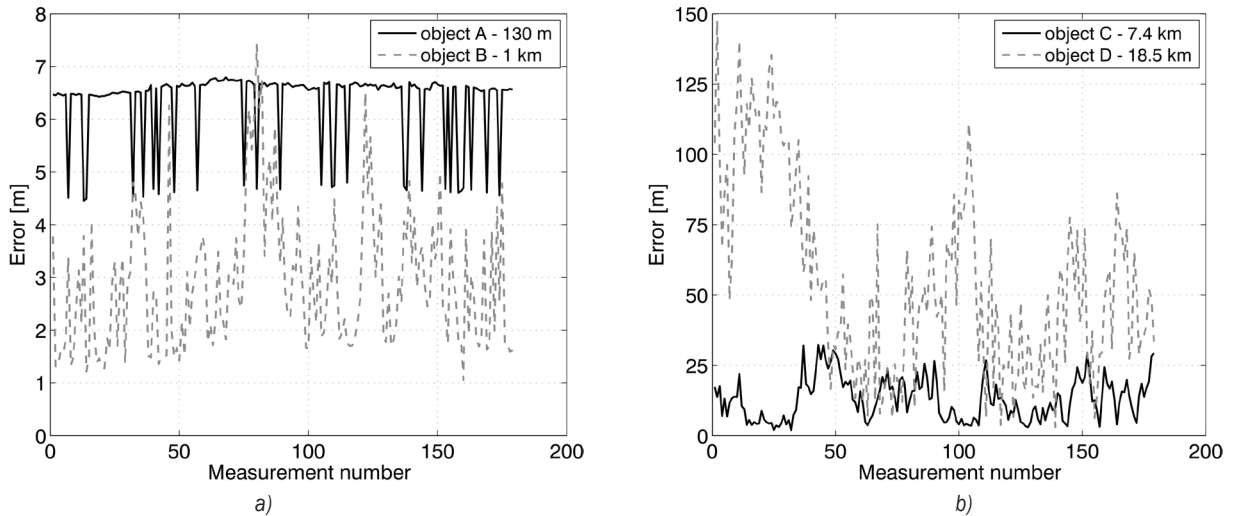 8
7
6
5
4
3
2
1
0
0 50 100 150 200
Error [m]
Measurement number
object A - 130 m
object B - 1 km
a)
150
125
100
75
50
25
0
0 50 100 150 200
Error [m]
Measurement number
object C - 7.4 km
object D - 18.5 km
b)